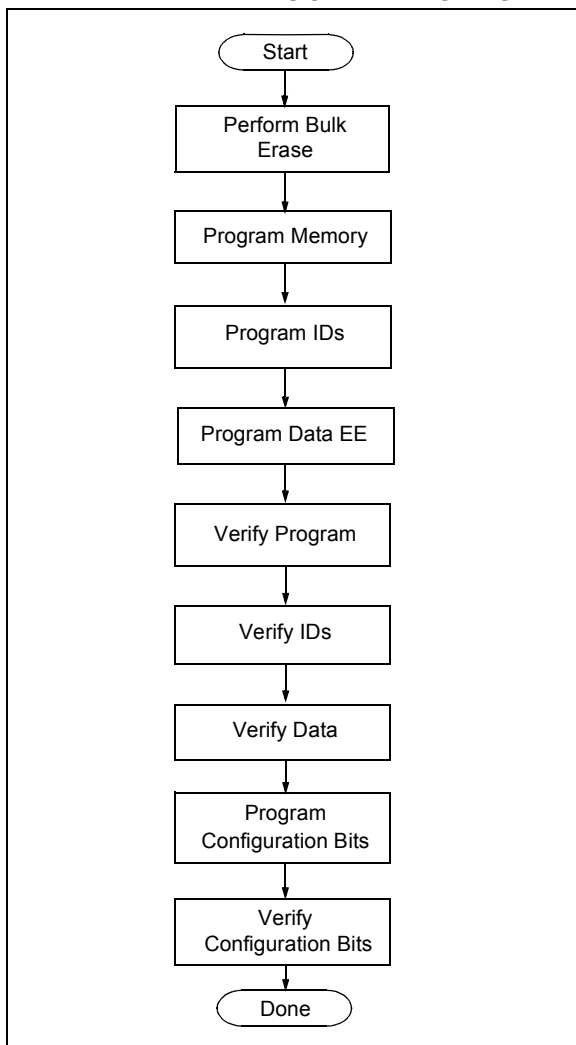 Start
Perform Bulk
Erase
Program Memory
Program IDs
Program Data EE
Verify Program
Verify IDs
Verify Data
Program
Configuration Bits
Verify
Configuration Bits
Done